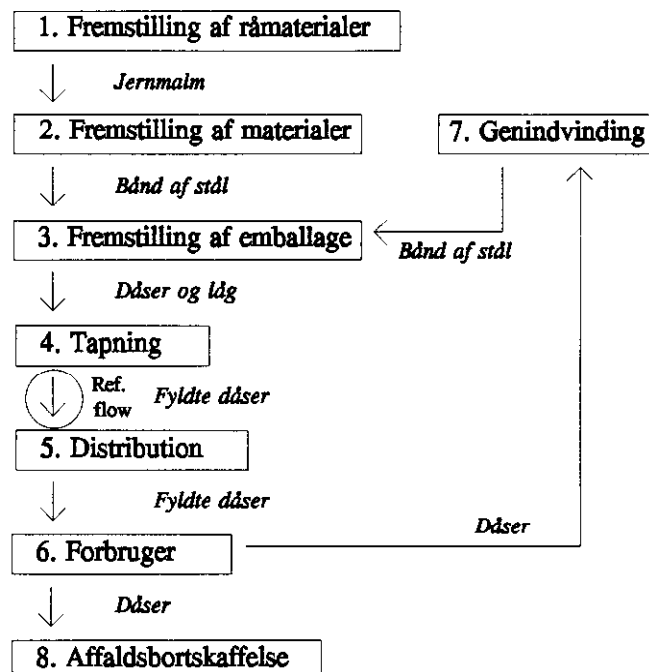 1. Fremstilling af råmaterialer
Jernmalm
2. Fremstilling af materialer
7. Genindvinding
Bånd af stål
3. Fremstilling af emballage
Bånd af stål
Dåser og låg
4. Tapning
Ref.
flow
Fyldte dåser
5. Distribution
Fyldte dåser
Dåser
6. Forbruger
Dåser
8. Affaldsbortskaffelse